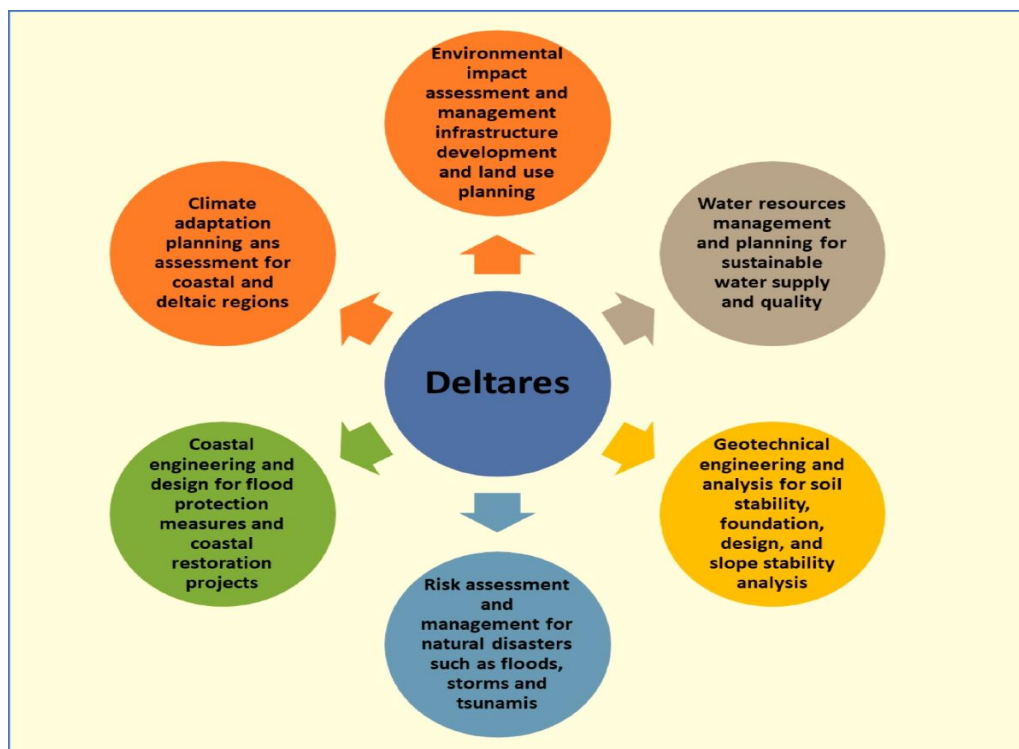 Environmental
impact
assessment and
management
infrastructure
development
and land use
planning
Climate
adaptation
planning ans
assessment for
coastal and
deltaic regions
Water resources
management
and planning for
sustainable
water supply
and quality
Deltares
Coastal
engineering and
design for flood
protection
measures and
coastal
restoration
projects
Geotechnical
engineering and
analysis for soil
stability,
foundation,
design, and
slope stability
analysis
Risk assessment
and
management for
natural disasters
such as floods,
storms and
tsunamis